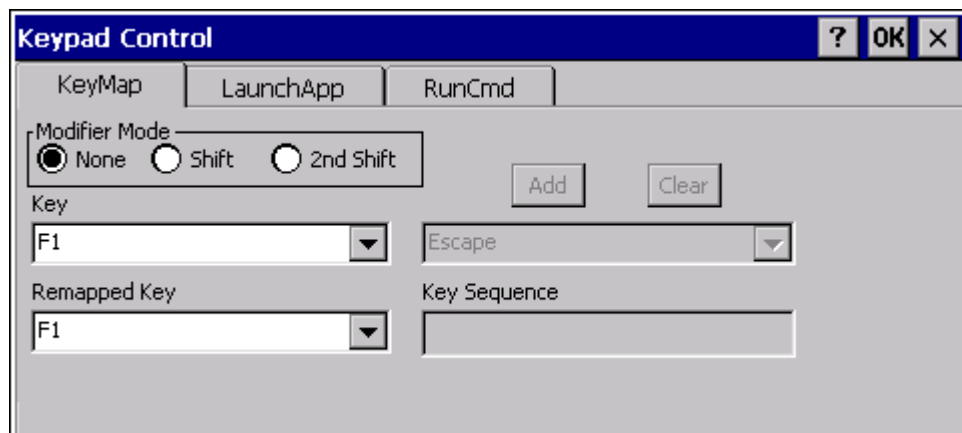 Keypad Control ? OK ×
KeyMap LaunchApp RunCmd
Modifier Mode
None Shift 2nd Shift
Add Clear
Key
F1 Escape
Remapped Key Key Sequence
F1